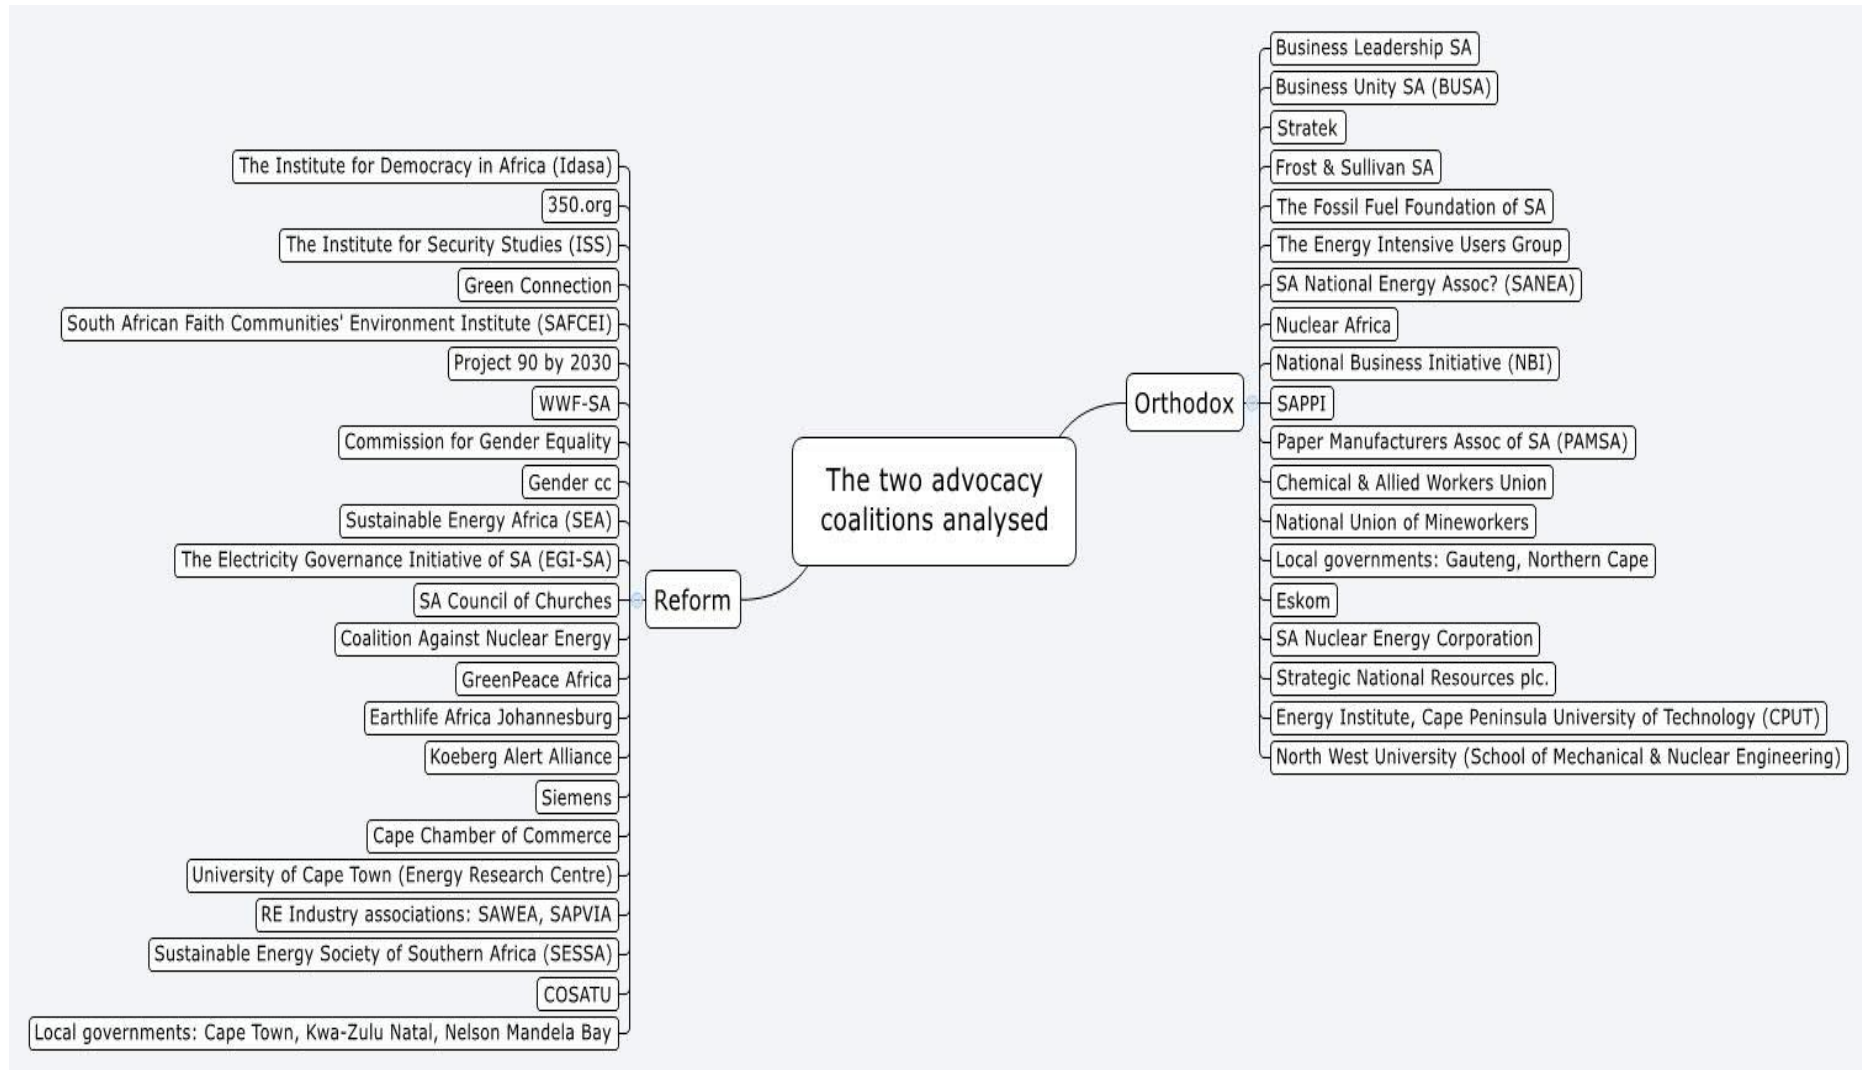 The two advocacy
coalitions analysed
Orthodox
Business Leadership SA
Business Unity SA (BUSA)
Stratek
Frost & Sullivan SA
The Fossil Fuel Foundation of SA
The Energy Intensive Users Group
SA National Energy Assoc? (SANEA)
Nuclear Africa
National Business Initiative (NBI)
SAPPI
Paper Manufacturers Assoc of SA (PAMSA)
Chemical & Allied Workers Union
National Union of Mineworkers
Local governments: Gauteng, Northern Cape
Eskom
SA Nuclear Energy Corporation
Strategic National Resources plc.
Energy Institute, Cape Peninsula University of Technology (CPUT)
North West University (School of Mechanical & Nuclear Engineering)
Reform
The Institute for Democracy in Africa (Idasa)
350.org
The Institute for Security Studies (ISS)
Green Connection
South African Faith Communities' Environment Institute (SAFCEI)
Project 90 by 2030
WWF-SA
Commission for Gender Equality
Gender cc
Sustainable Energy Africa (SEA)
The Electricity Governance Initiative of SA (EGI-SA)
SA Council of Churches
Coalition Against Nuclear Energy
GreenPeace Africa
Earthlife Africa Johannesburg
Koeberg Alert Alliance
Siemens
Cape Chamber of Commerce
University of Cape Town (Energy Research Centre)
RE Industry associations: SAWEA, SAPVIA
Sustainable Energy Society of Southern Africa (SESSA)
COSATU
Local governments: Cape Town, Kwa-Zulu Natal, Nelson Mandela Bay